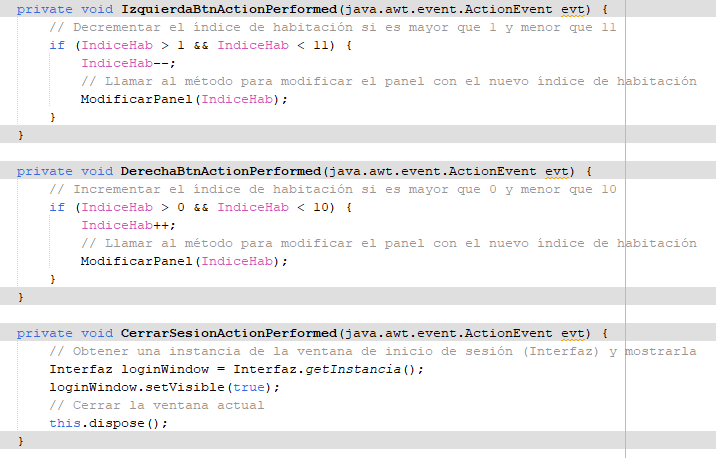 private void IzquierdaBtnActionPerformed(java.awt.event.ActionEvent evt) {
    // Decrementar el índice de habitación si es mayor que 1 y menor que 11
    if (IndiceHab > 1 && IndiceHab < 11) {
        IndiceHab--;
        // Llamar al método para modificar el panel con el nuevo índice de habitación
        ModificarPanel(IndiceHab);
    }
}
private void DerechaBtnActionPerformed(java.awt.event.ActionEvent evt) {
    // Incrementar el índice de habitación si es mayor que 0 y menor que 10
    if (IndiceHab > 0 && IndiceHab < 10) {
        IndiceHab++;
        // Llamar al método para modificar el panel con el nuevo índice de habitación
        ModificarPanel(IndiceHab);
    }
}
private void CerrarSesionActionPerformed(java.awt.event.ActionEvent evt) {
    // Obtener una instancia de la ventana de inicio de sesión (Interfaz) y mostrarla
    Interfaz loginWindow = Interfaz.getInstancia();
    loginWindow.setVisible(true);
    // Cerrar la ventana actual
    this.dispose();
}